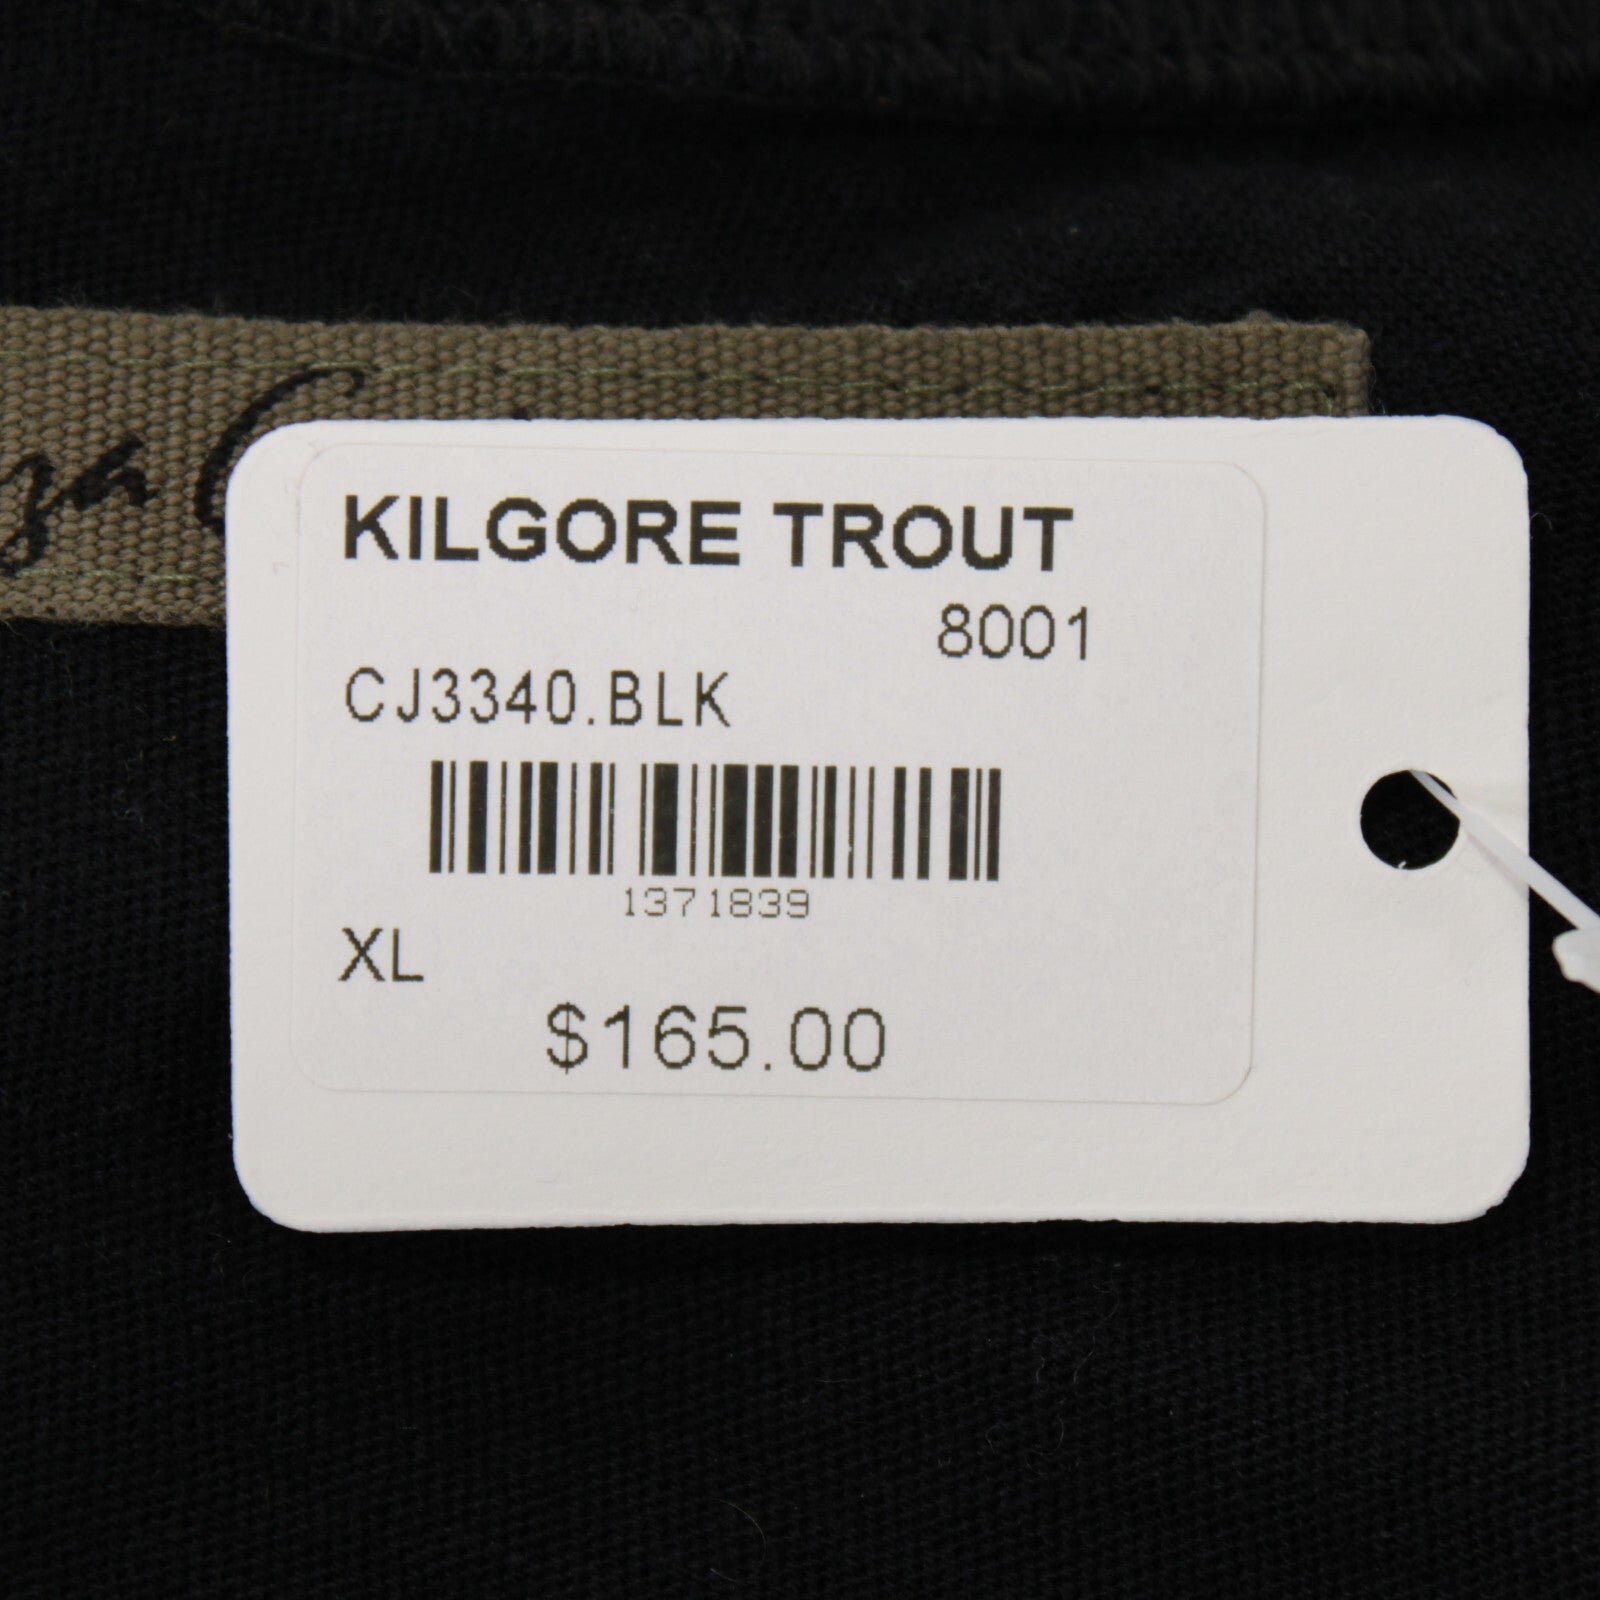 KILGORE TROUT
8001
CJ3340.BLK
1371839
XL
$165.00